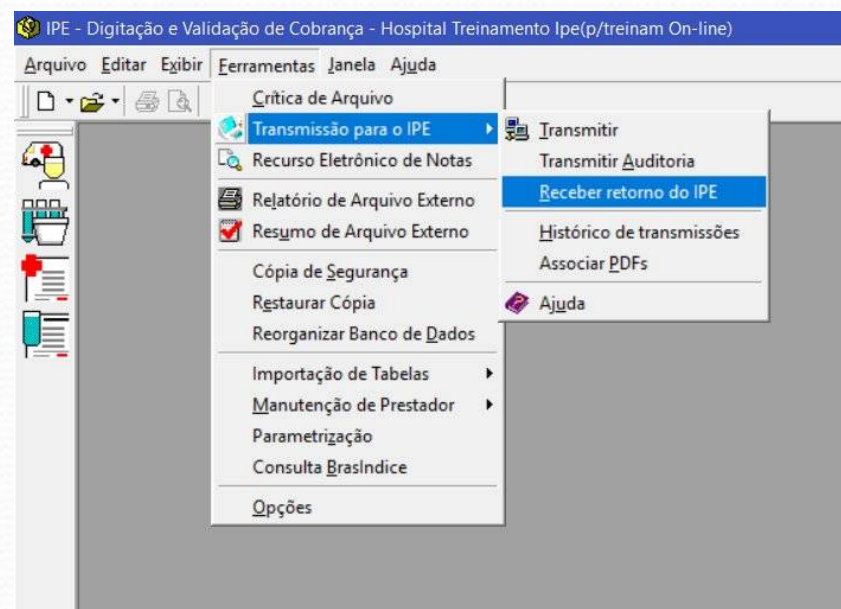 IPE - Digitação e Validação de Cobrança - Hospital Treinamento Ipe(p/treinam On-line)
Arquivo Editar Exibir Ferramentas Janela Ajuda
Crítica de Arquivo
Transmissão para o IPE
Recurso Eletrônico de Notas
Relatório de Arquivo Externo
Resumo de Arquivo Externo
Cópia de Segurança
Restaurar Cópia
Reorganizar Banco de Dados
Importação de Tabelas
Manutenção de Prestador
Parametrização
Consulta BrasIndice
Opções
Transmitir
Transmitir Auditoria
Receber retorno do IPE
Histórico de transmissões
Associar PDFs
Ajuda